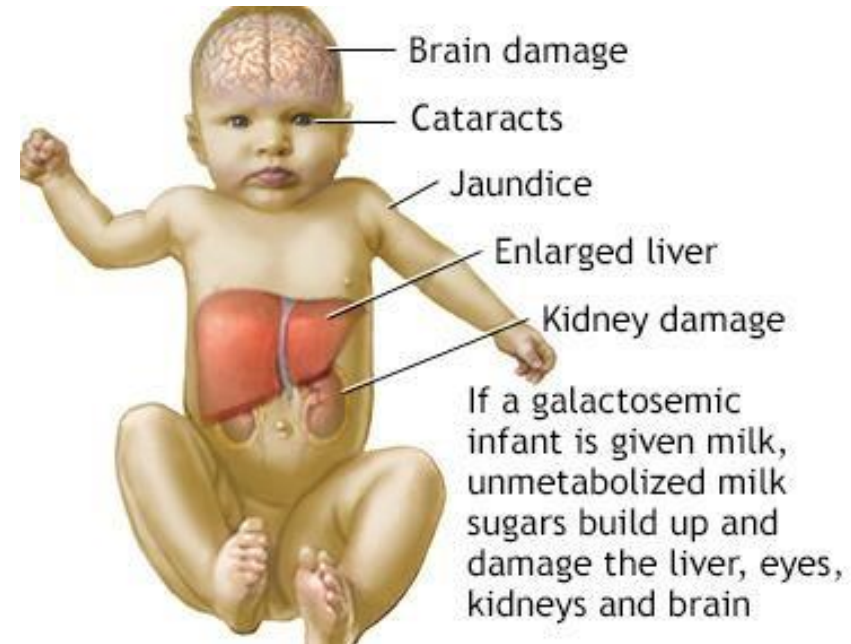 Brain damage
Cataracts
Jaundice
Enlarged liver
Kidney damage
If a galactosemic
infant is given milk,
unmetabolized milk
sugars build up and
damage the liver, eyes,
kidneys and brain